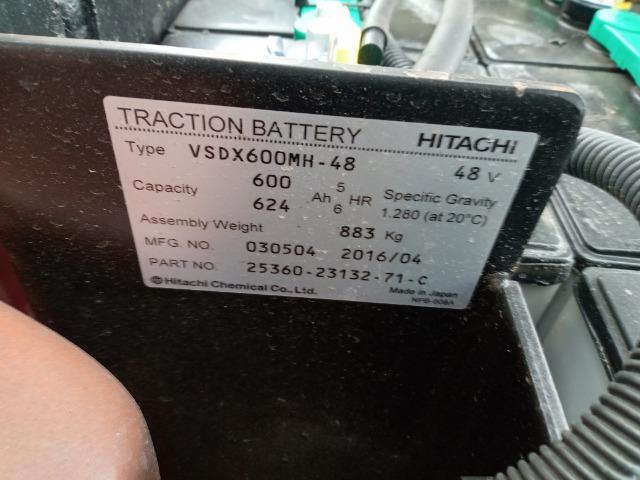 TRACTION BATTERY HITACHI
Type VSDX600MH-48 48 V
Capacity 600 Ah 5 HR Specific Gravity
624 6 1.280 (at 20°C)
Assembly Weight 883 Kg
MFG. NO. 030504 2016/04
PART NO. 25360-23132-71-C
Hitachi Chemical Co., Ltd. Made in Japan
NFB-008A